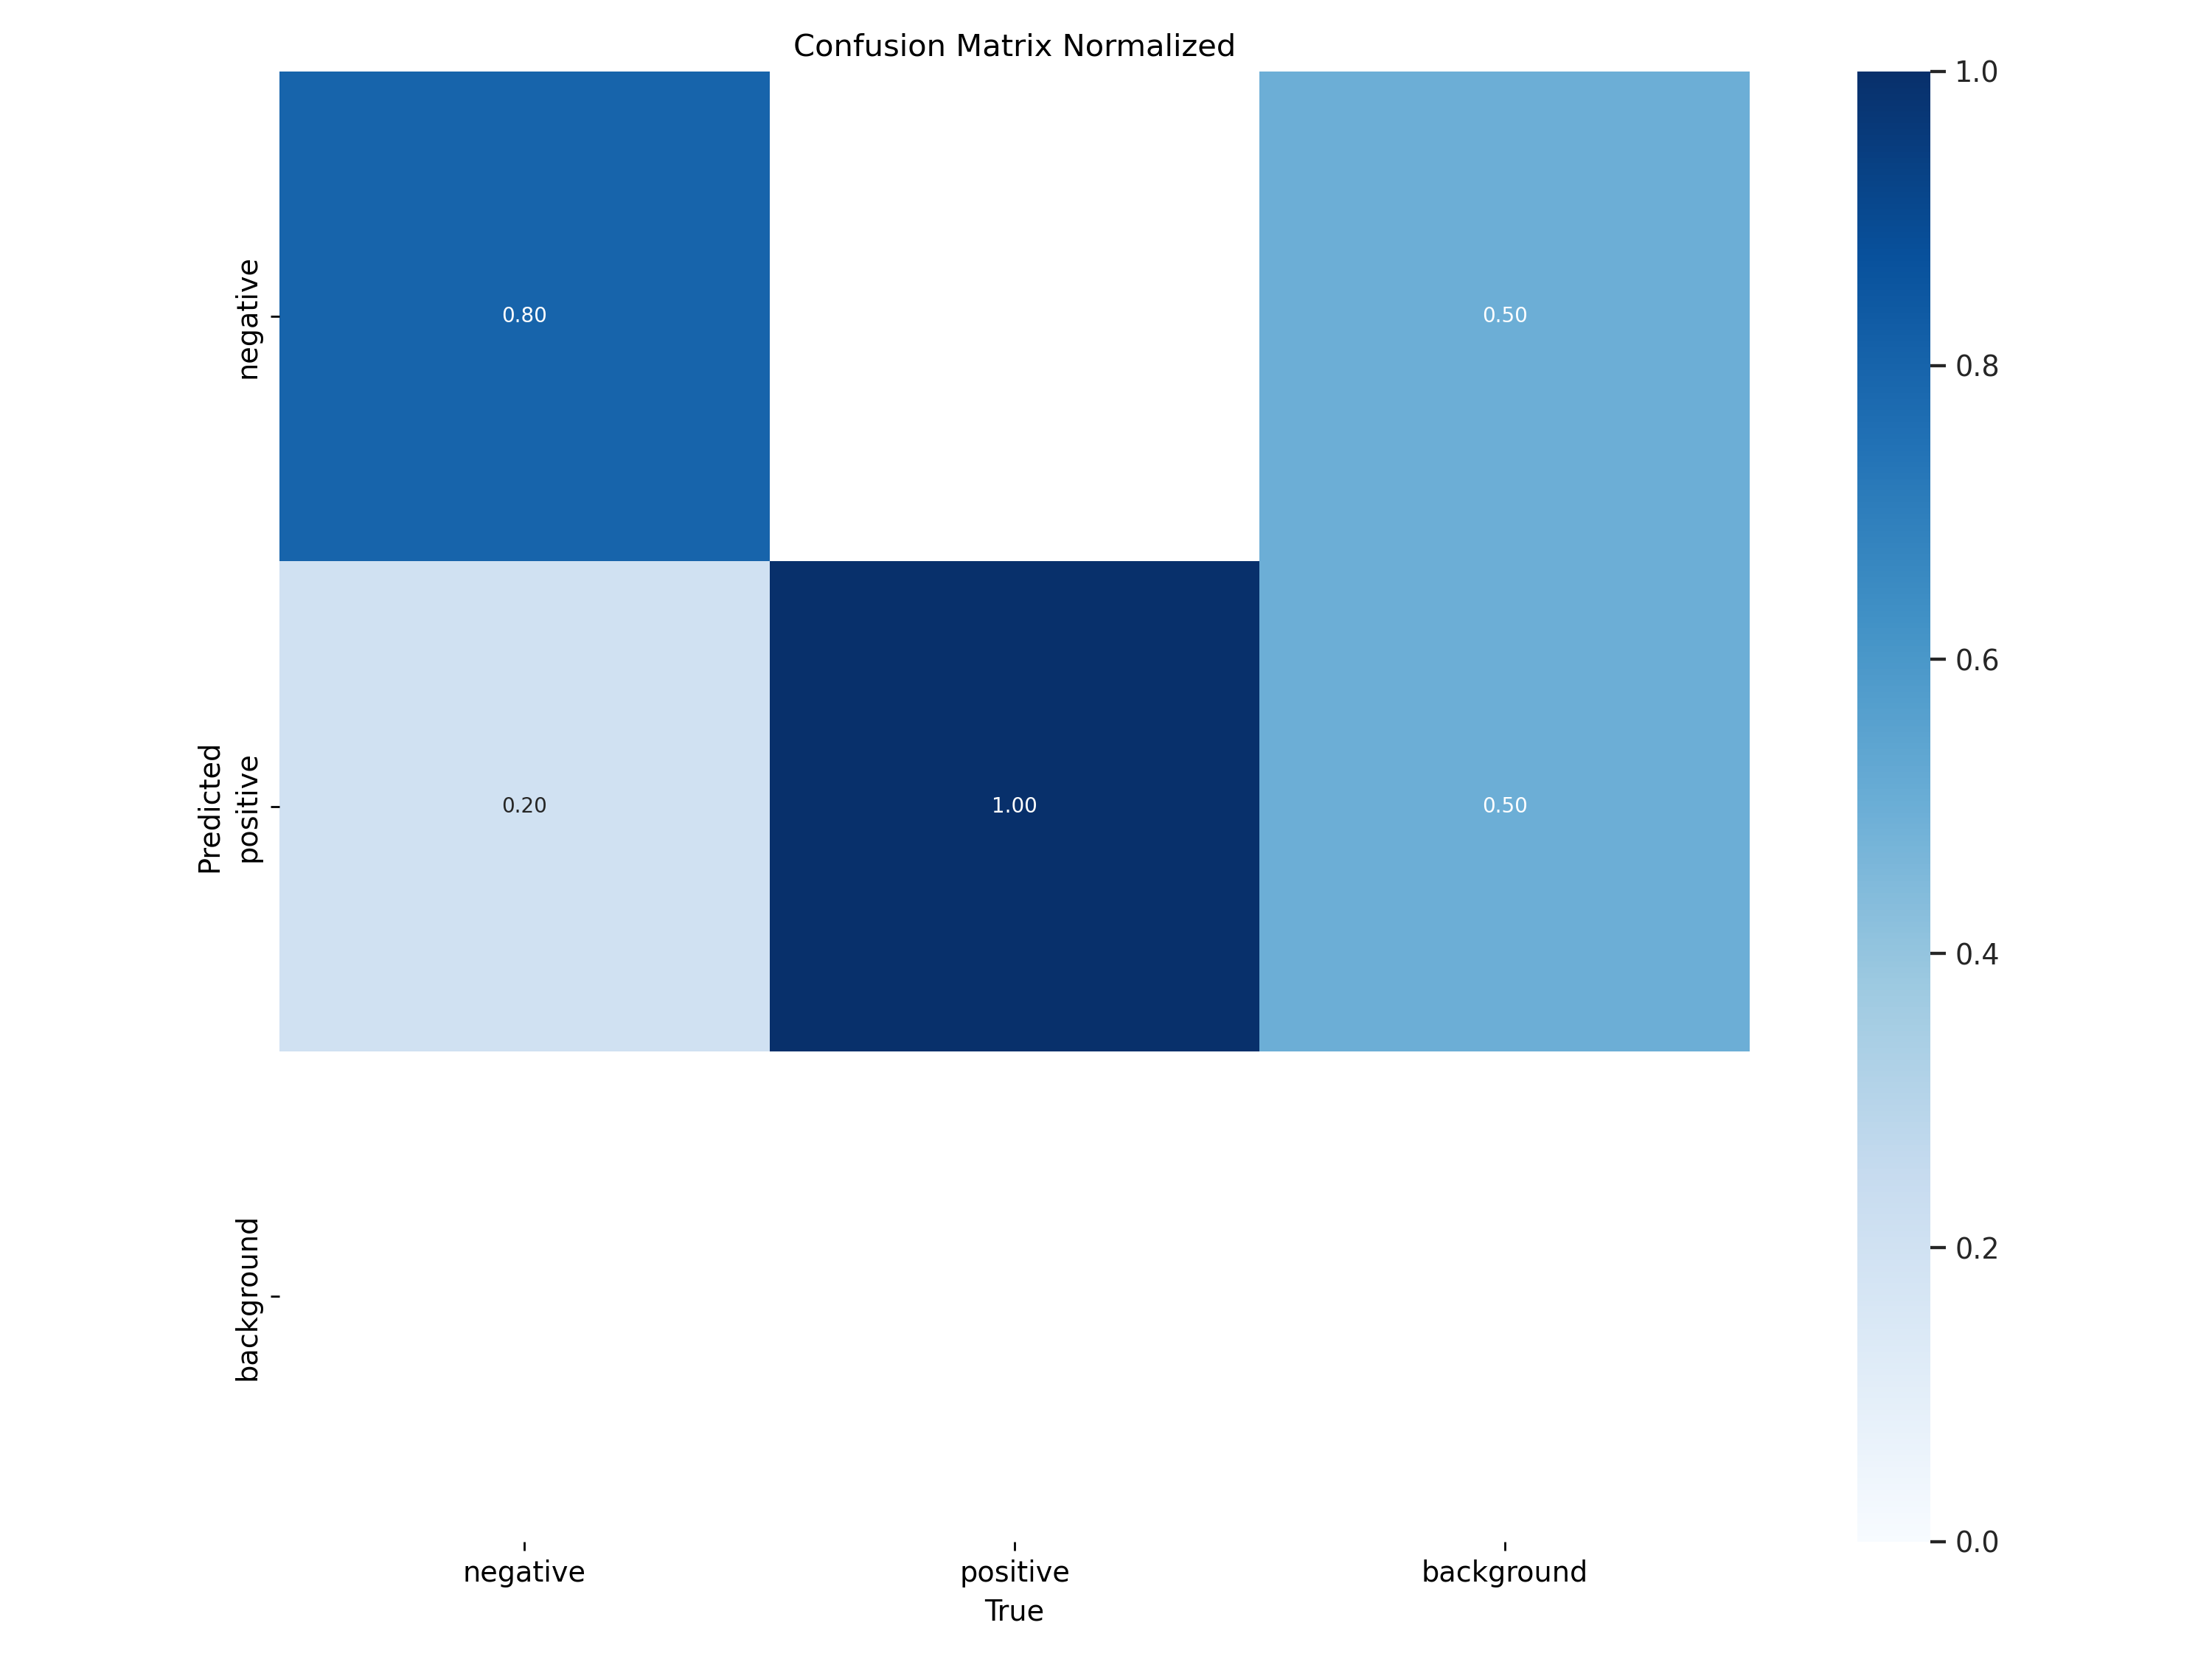 Confusion Matrix Normalized
negative
0.80
0.50
Predicted
positive
0.20
1.00
0.50
background
negative
positive
background
True
1.0
0.8
0.6
0.4
0.2
0.0